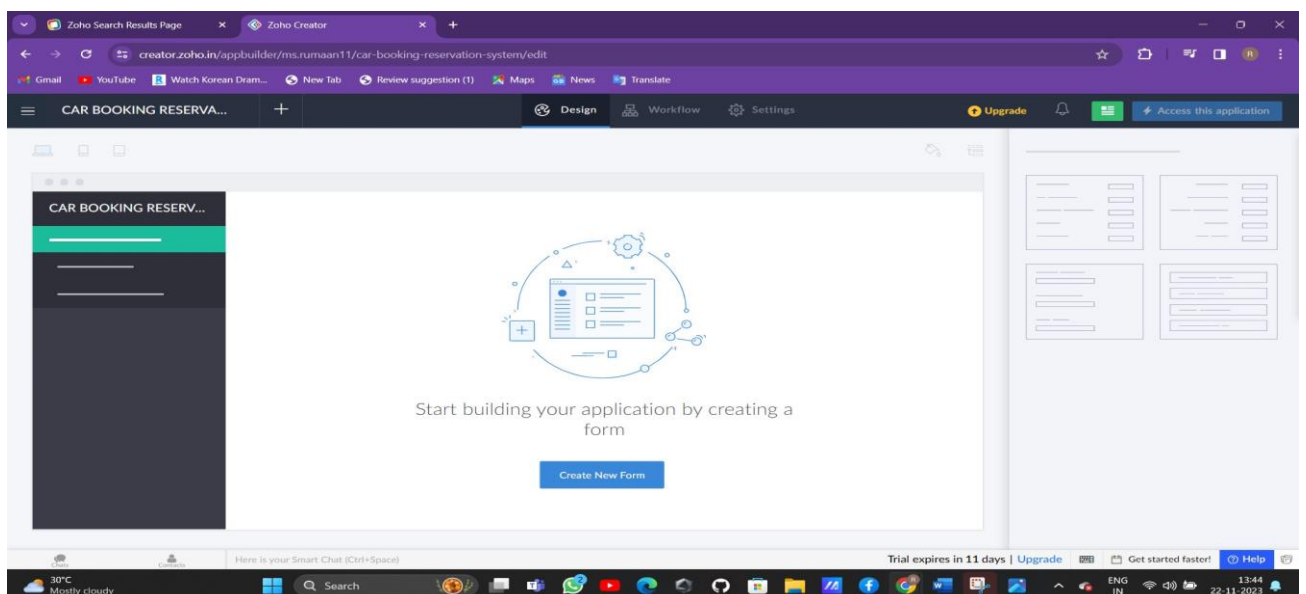 Zoho Search Results Page
Zoho Creator
creator.zoho.in/appbuilder/ms.rumaan11/car-booking-reservation-system/edit
Gmail YouTube Watch Korean Dram... New Tab Review suggestion (1) Maps News Translate
CAR BOOKING RESERVA...
Design Workflow Settings
Upgrade
Access this application
CAR BOOKING RESERV...
Start building your application by creating a
form
Create New Form
Chats Contacts Here is your Smart Chat (Ctrl+Space)
Trial expires in 11 days | Upgrade Get started faster! Help
30°C
Mostly cloudy
Search
ENG
IN
13:44
22-11-2023